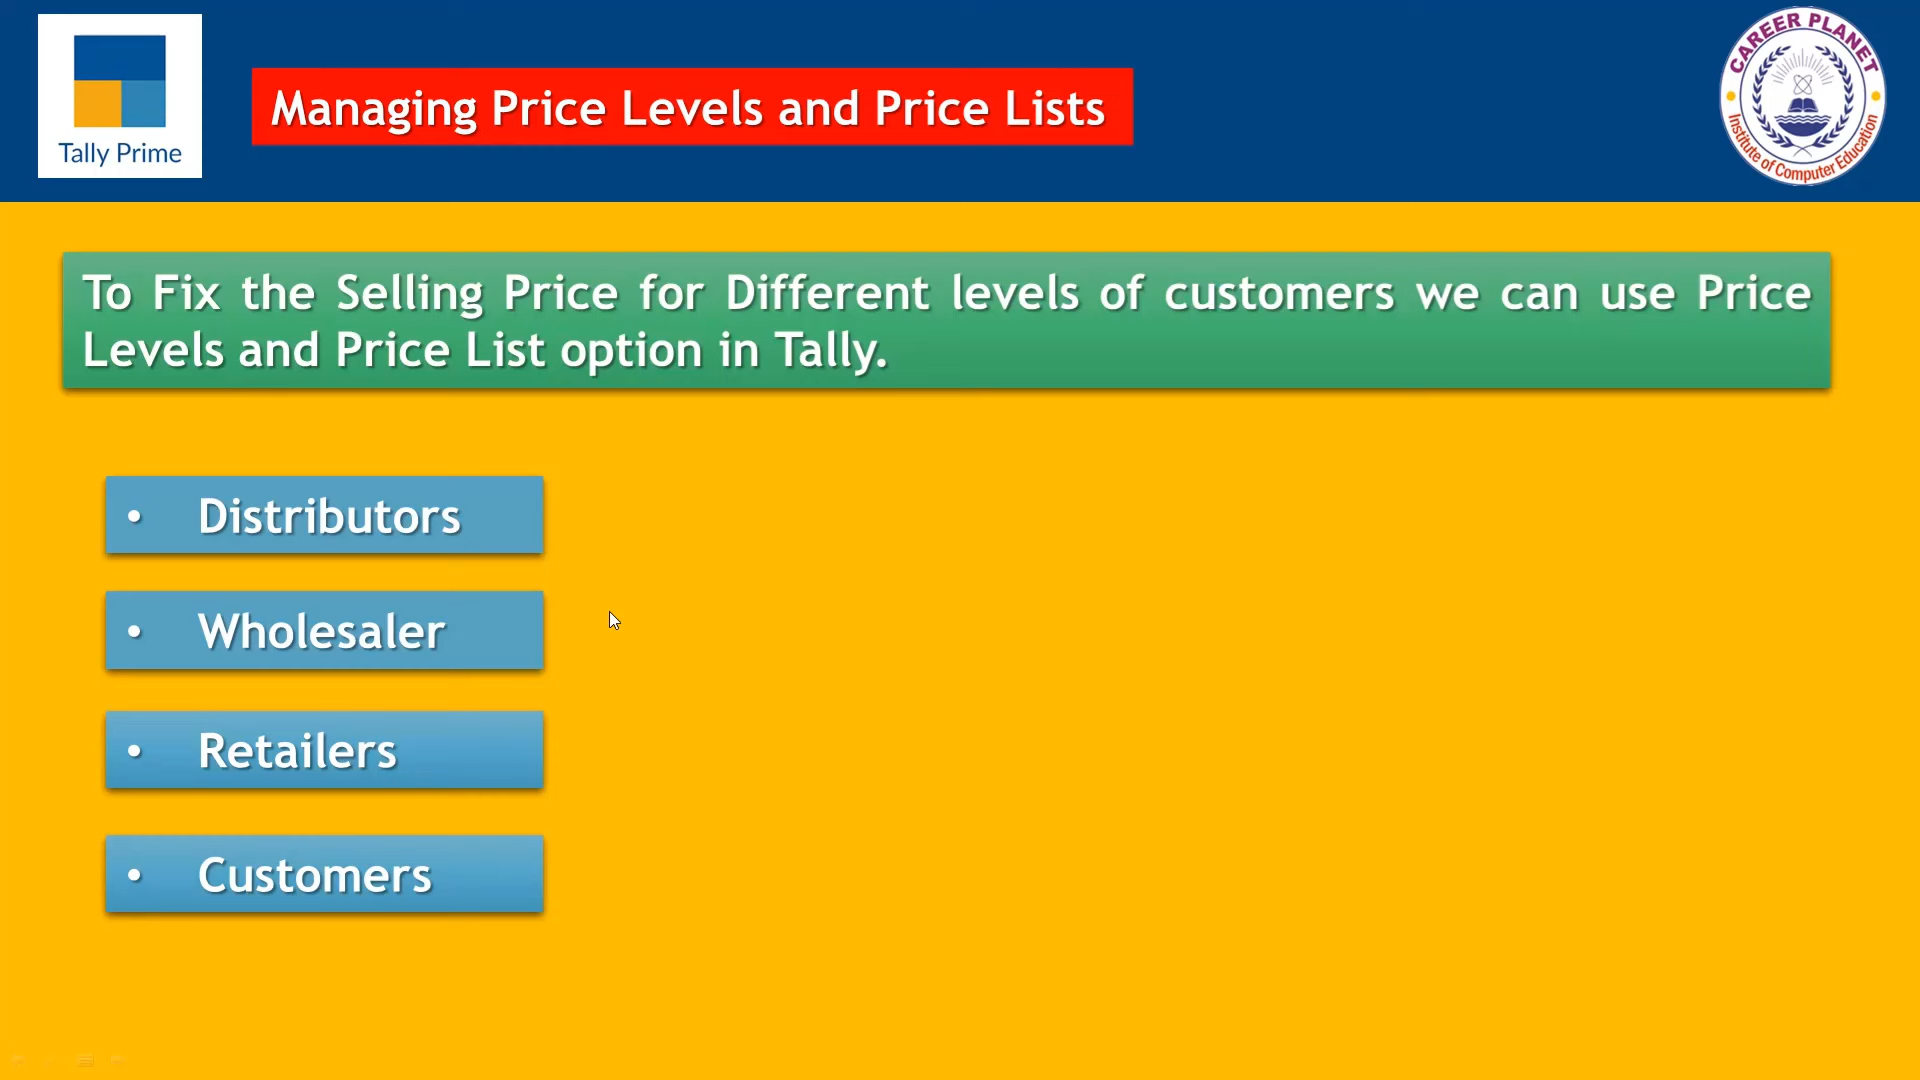 Tally Prime
Managing Price Levels and Price Lists
CAREER PLANET
Institute of Computer Education
To Fix the Selling Price for Different levels of customers we can use Price
Levels and Price List option in Tally.
• Distributors
• Wholesaler
• Retailers
• Customers